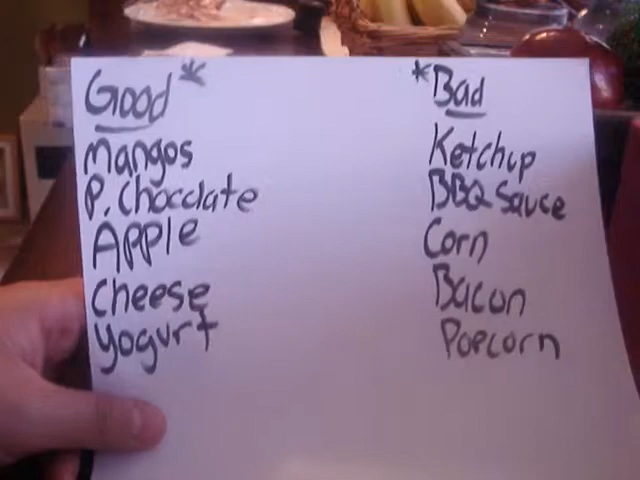 Good*
Mangos
P. Chocolate
Apple
Cheese
Yogurt
*Bad
Ketchup
BBQ Sauce
Corn
Bacon
Popcorn